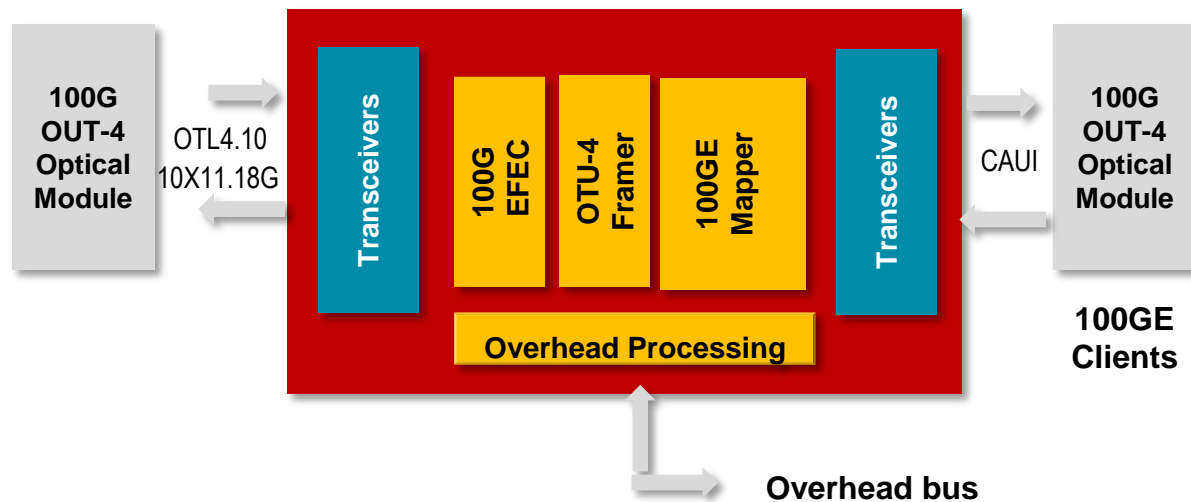 100G
OUT-4
Optical
Module
OTL4.10
10X11.18G
Transceivers
100G
EFEC
OTU-4
Framer
100GE
Mapper
Transceivers
Overhead Processing
CAUI
100G
OUT-4
Optical
Module
100GE
Clients
Overhead bus